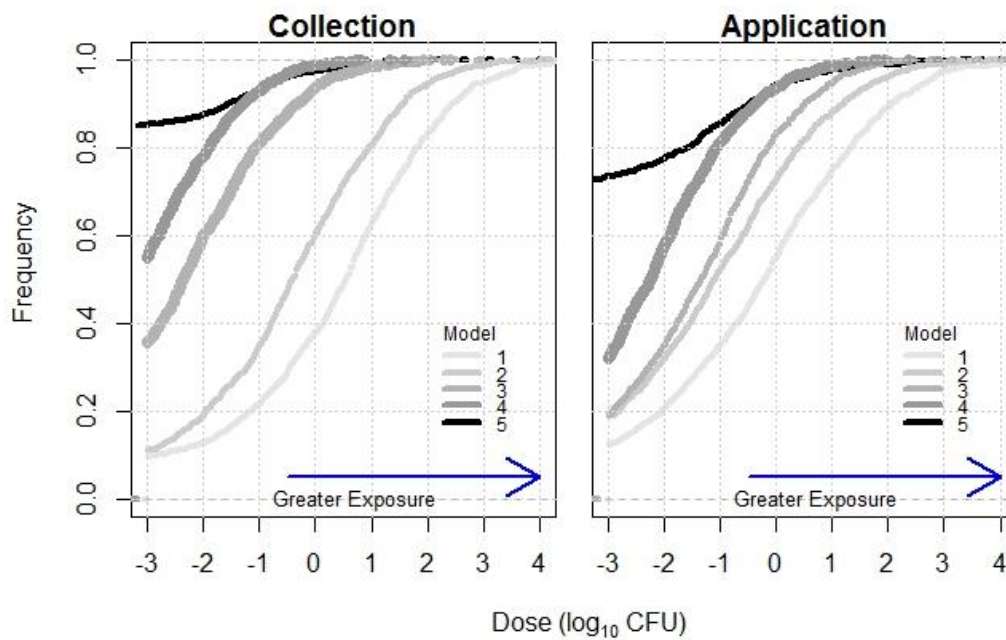 Collection
Application
Frequency
1.0
0.8
0.6
0.4
0.2
0.0
Model
1
2
3
4
5
Greater Exposure
-3 -2 -1 0 1 2 3 4
Model
1
2
3
4
5
Greater Exposure
-3 -2 -1 0 1 2 3 4
Dose (log₁₀ CFU)